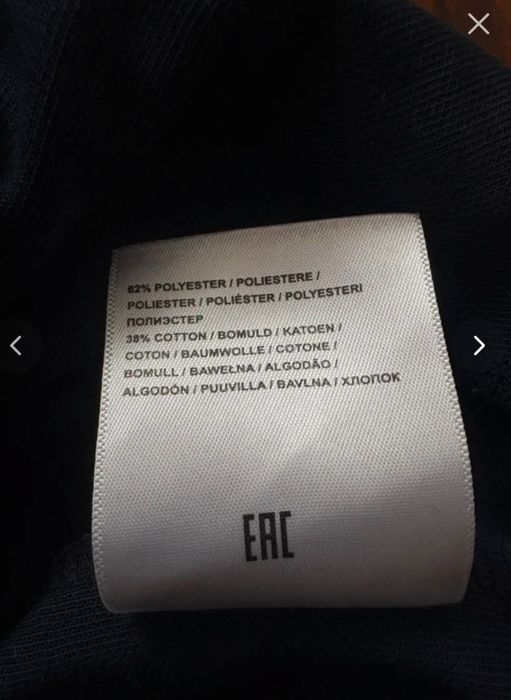 62% POLYESTER / POLIESTERE /
POLIESTER / POLIÉSTER / POLYESTERI
ПОЛИЭСТЕР
38% COTTON / BOMULD / KATOEN /
COTON / BAUMWOLLE / COTONE /
BOMULL / BAWEŁNA / ALGODÃO /
ALGODÓN / PUUVILLA / BAVLNA / ХЛОПОК
EAC